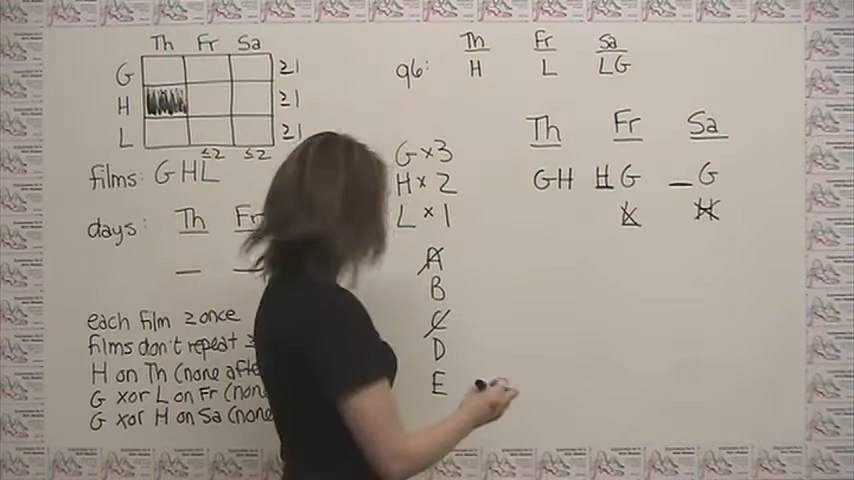 Th Fr Sa
G ≥1
H ≥1
L ≥1
≤2 ≤2
films: G H L
days: Th Fr
each film ≥ once
films don't repeat
H on Th (none afte
G xor L on Fr (non
G xor H on Sa (none
q6: Th Fr Sa
H L LG
G × 3
H × 2
L × 1
A
B
C
D
E
Th Fr Sa
GH H G _ G
L H